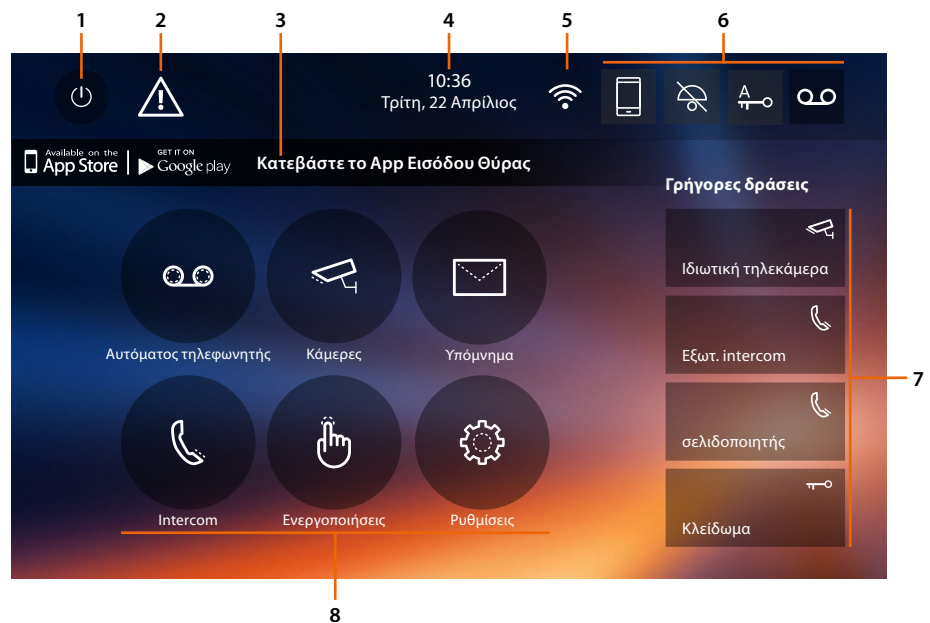 1 2 3 4 5 6
10:36
Τρίτη, 22 Απρίλιος
A
Available on the
App Store
GET IT ON
Google play
Κατεβάστε το App Εισόδου Θύρας
Γρήγορες δράσεις
Ιδιωτική τηλεκάμερα
Εξωτ. intercom
σελιδοποιητής
Κλείδωμα
7
Αυτόματος τηλεφωνητής
Κάμερες
Υπόμνημα
Intercom
Ενεργοποιήσεις
Ρυθμίσεις
8